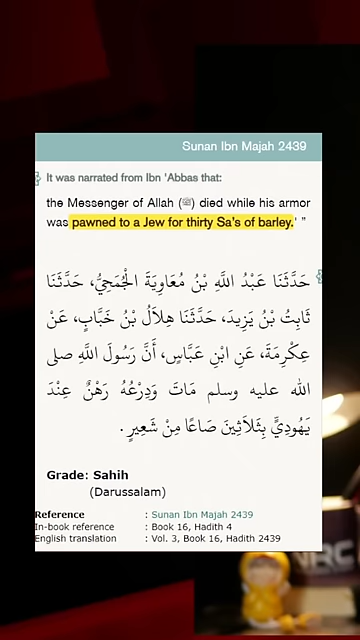 Sunan Ibn Majah 2439
It was narrated from Ibn 'Abbas that:
the Messenger of Allah (ﷺ) died while his armor
was pawned to a Jew for thirty Sa's of barley.' ”
حَدَّثَنَا عَبْدُ اللَّهِ بْنُ مُعَاوِيَةَ الْجُمَحِيُّ، حَدَّثَنَا
ثَابِتُ بْنُ يَزِيدَ، حَدَّثَنَا هِلاَلُ بْنُ خَبَّابٍ، عَنْ
عِكْرِمَةَ، عَنِ ابْنِ عَبَّاسٍ، أَنَّ رَسُولَ اللَّهِ صلى
الله عليه وسلم مَاتَ وَدِرْعُهُ رَهْنٌ عِنْدَ
يَهُودِيٍّ بِثَلاَثِينَ صَاعًا مِنْ شَعِيرٍ .
Grade: Sahih
(Darussalam)
Reference : Sunan Ibn Majah 2439
In-book reference : Book 16, Hadith 4
English translation : Vol. 3, Book 16, Hadith 2439